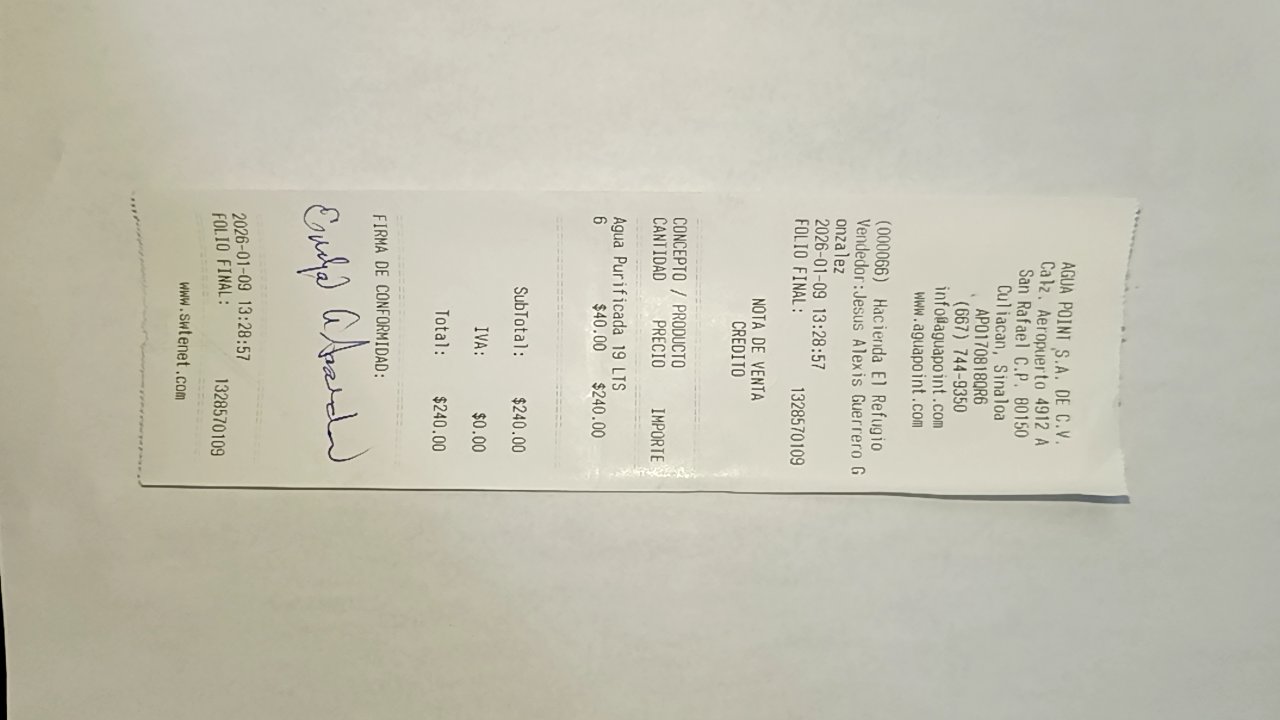 AGUA POINT S.A. DE C.V.
Calz. Aeropuerto 4912 A
San Rafael C.P. 80150
Culiacan, Sinaloa
APO170818QR6
(667) 744-9350
info@aguapoint.com
www.aguapoint.com
(000066) Hacienda El Refugio
Vendedor:Jesus Alexis Guerrero G
onzalez
2026-01-09 13:28:57
FOLIO FINAL: 1328570109
NOTA DE VENTA
CREDITO
CONCEPTO / PRODUCTO
CANTIDAD PRECIO IMPORTE
Agua Purificada 19 LTS
6 $40.00 $240.00
SubTotal: $240.00
IVA: $0.00
Total: $240.00
FIRMA DE CONFORMIDAD:
2026-01-09 13:28:57
FOLIO FINAL: 1328570109
www.swfenet.com